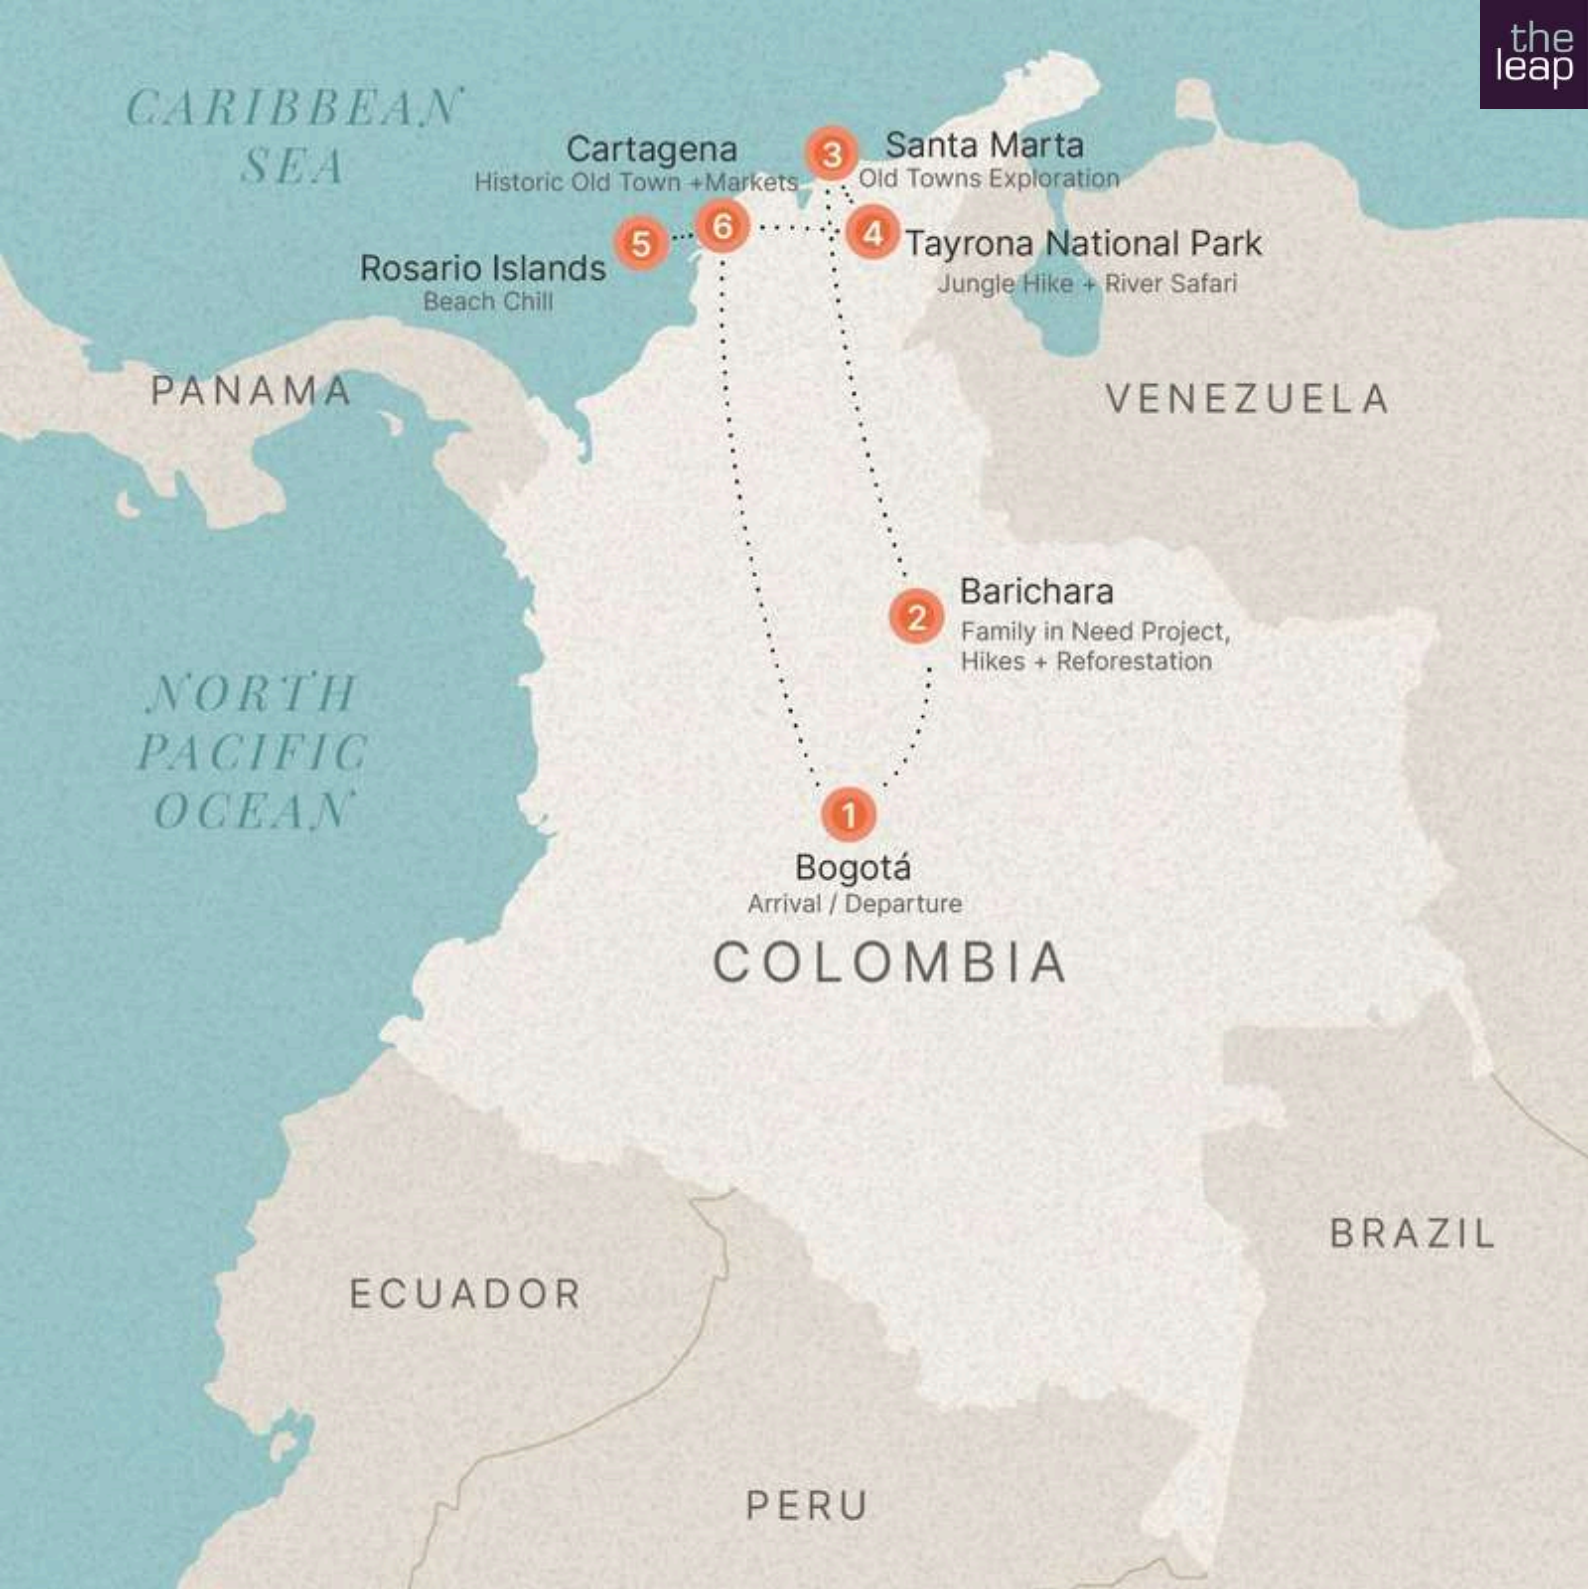 the
leap
CARIBBEAN
SEA
Cartagena
Historic Old Town +Markets
3
Santa Marta
Old Towns Exploration
5
6
4
Tayrona National Park
Jungle Hike + River Safari
Rosario Islands
Beach Chill
PANAMA
VENEZUELA
2
Barichara
Family in Need Project,
Hikes + Reforestation
NORTH
PACIFIC
OCEAN
1
Bogotá
Arrival / Departure
COLOMBIA
BRAZIL
ECUADOR
PERU